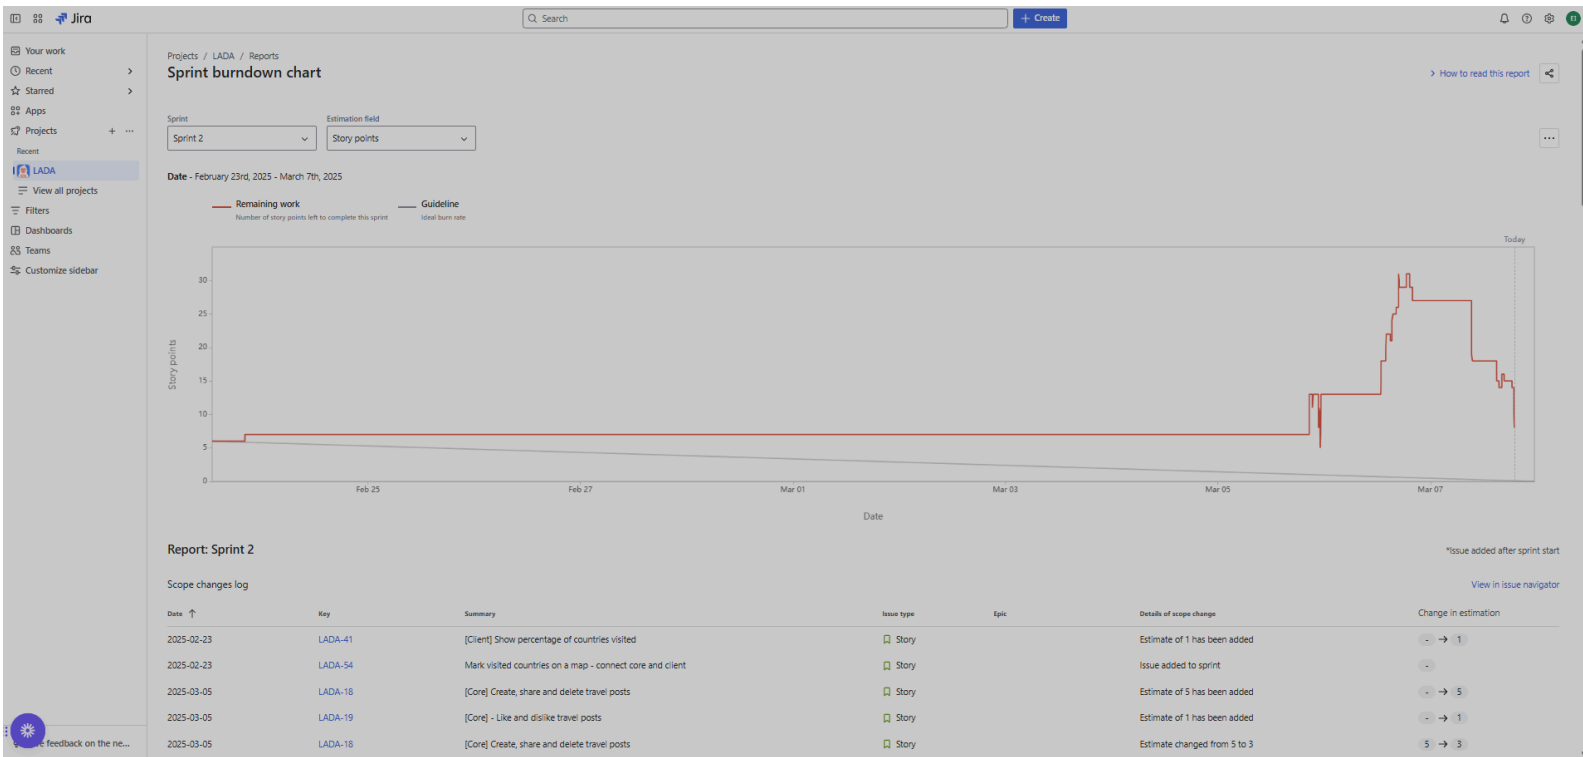 Jira
Search
+ Create
EI
Your work
Recent
Starred
Apps
Projects
Recent
LADA
View all projects
Filters
Dashboards
Teams
Customize sidebar
feedback on the ne...
Projects / LADA / Reports
Sprint burndown chart
How to read this report
Sprint
Estimation field
Sprint 2
Story points
Date - February 23rd, 2025 - March 7th, 2025
Remaining work
Number of story points left to complete this sprint
Guideline
Ideal burn rate
Today
Story points
30
25
20
15
10
5
0
Feb 25
Feb 27
Mar 01
Mar 03
Mar 05
Mar 07
Date
Report: Sprint 2
*Issue added after sprint start
Scope changes log
View in issue navigator
Date ↑ Key Summary Issue type Epic Details of scope change Change in estimation
2025-02-23 LADA-41 [Client] Show percentage of countries visited Story Estimate of 1 has been added - → 1
2025-02-23 LADA-54 Mark visited countries on a map - connect core and client Story Issue added to sprint -
2025-03-05 LADA-18 [Core] Create, share and delete travel posts Story Estimate of 5 has been added - → 5
2025-03-05 LADA-19 [Core] - Like and dislike travel posts Story Estimate of 1 has been added - → 1
2025-03-05 LADA-18 [Core] Create, share and delete travel posts Story Estimate changed from 5 to 3 5 → 3